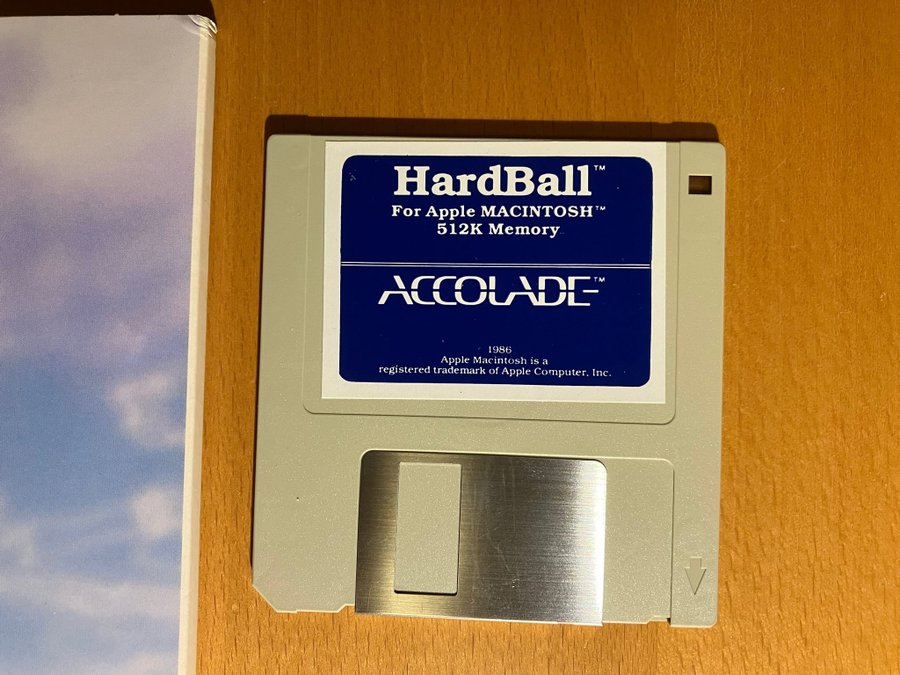 HardBall™
For Apple MACINTOSH™
512K Memory
ACCOLADE™
1986
Apple Macintosh is a
registered trademark of Apple Computer, Inc.